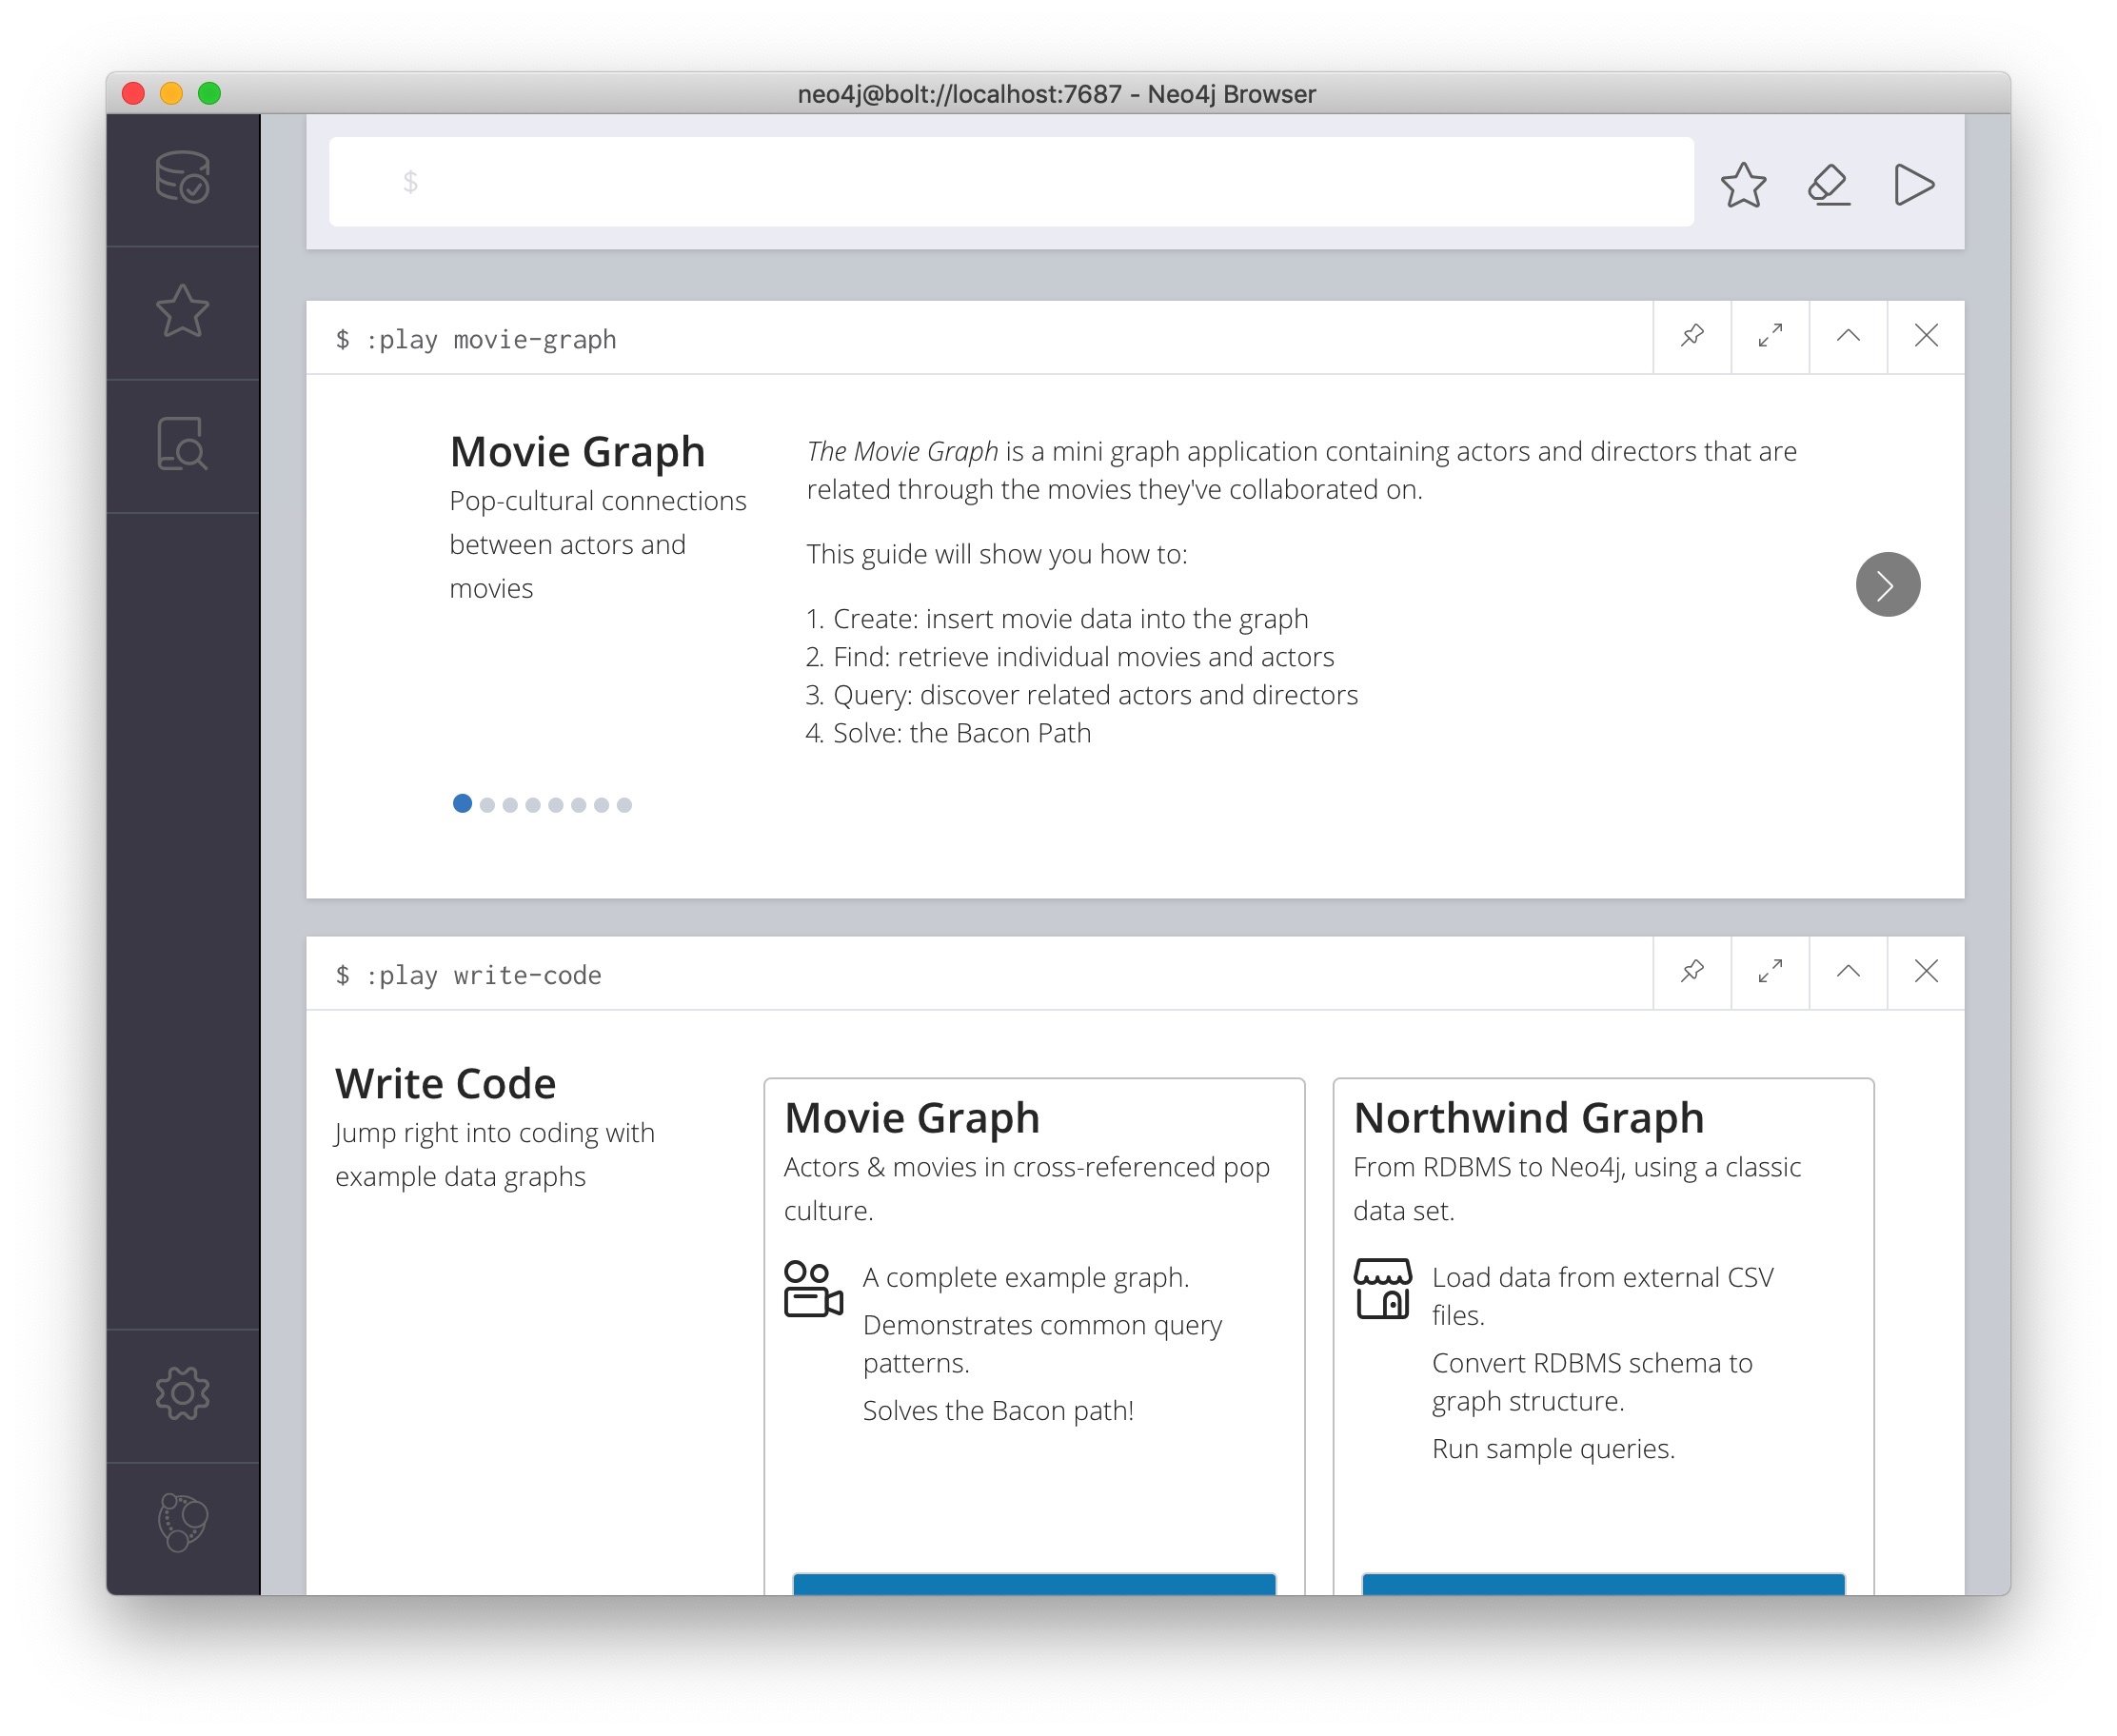 neo4j@bolt://localhost:7687 - Neo4j Browser
$
$ :play movie-graph
Movie Graph
Pop-cultural connections
between actors and
movies
The Movie Graph is a mini graph application containing actors and directors that are
related through the movies they've collaborated on.
This guide will show you how to:
1. Create: insert movie data into the graph
2. Find: retrieve individual movies and actors
3. Query: discover related actors and directors
4. Solve: the Bacon Path
$ :play write-code
Write Code
Jump right into coding with
example data graphs
Movie Graph
Actors & movies in cross-referenced pop
culture.
A complete example graph.
Demonstrates common query
patterns.
Solves the Bacon path!
Northwind Graph
From RDBMS to Neo4j, using a classic
data set.
Load data from external CSV
files.
Convert RDBMS schema to
graph structure.
Run sample queries.